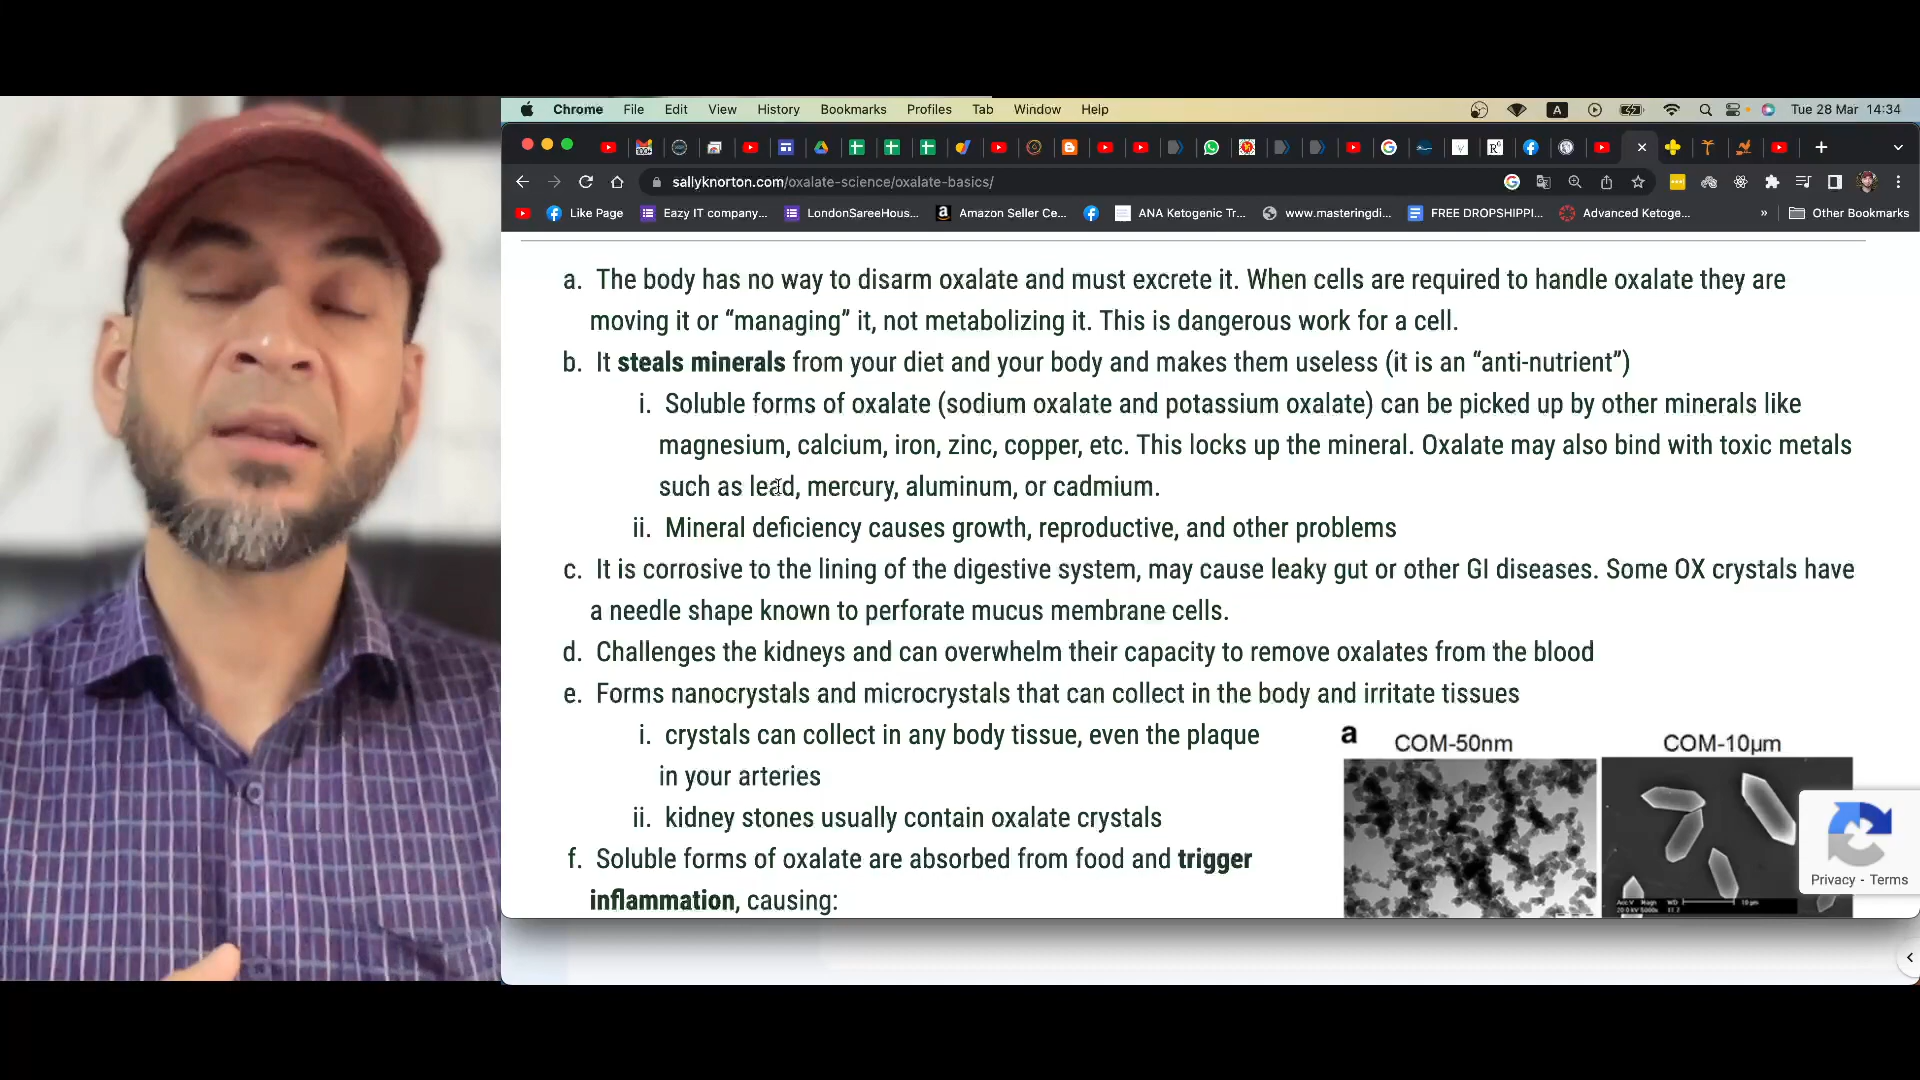 Chrome File Edit View History Bookmarks Profiles Tab Window Help A Tue 28 Mar 14:34
sallyknorton.com/oxalate-science/oxalate-basics/
Like Page Eazy IT company... LondonSareeHous... Amazon Seller Ce... ANA Ketogenic Tr... www.masteringdi... FREE DROPSHIPPI... Advanced Ketoge... » Other Bookmarks
a. The body has no way to disarm oxalate and must excrete it. When cells are required to handle oxalate they are
moving it or “managing” it, not metabolizing it. This is dangerous work for a cell.
b. It steals minerals from your diet and your body and makes them useless (it is an “anti-nutrient”)
i. Soluble forms of oxalate (sodium oxalate and potassium oxalate) can be picked up by other minerals like
magnesium, calcium, iron, zinc, copper, etc. This locks up the mineral. Oxalate may also bind with toxic metals
such as lead, mercury, aluminum, or cadmium.
ii. Mineral deficiency causes growth, reproductive, and other problems
c. It is corrosive to the lining of the digestive system, may cause leaky gut or other GI diseases. Some OX crystals have
a needle shape known to perforate mucus membrane cells.
d. Challenges the kidneys and can overwhelm their capacity to remove oxalates from the blood
e. Forms nanocrystals and microcrystals that can collect in the body and irritate tissues
i. crystals can collect in any body tissue, even the plaque
in your arteries
ii. kidney stones usually contain oxalate crystals
f. Soluble forms of oxalate are absorbed from food and trigger
inflammation, causing:
a COM-50nm COM-10µm
Privacy - Terms